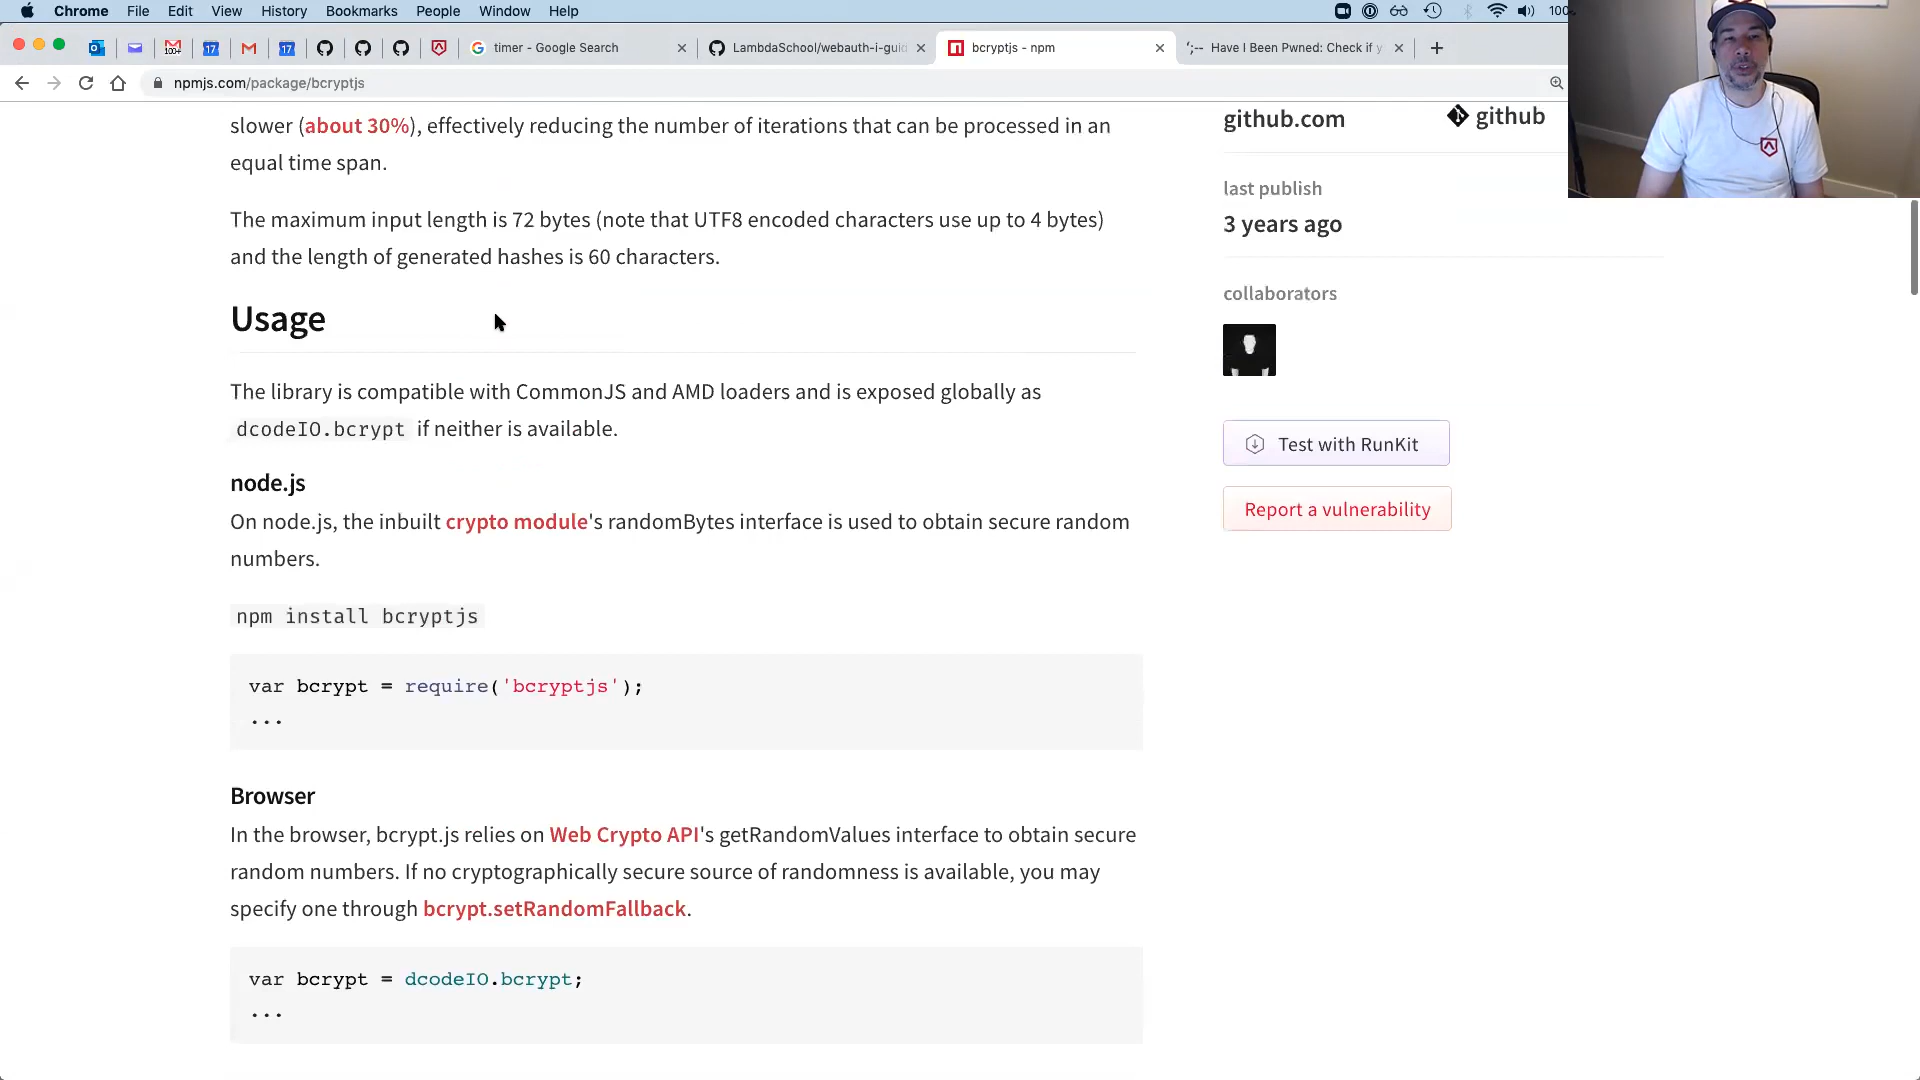 Chrome File Edit View History Bookmarks People Window Help
timer - Google Search
LambdaSchool/webauth-i-guid
bcryptjs - npm
Have I Been Pwned: Check if y
npmjs.com/package/bcryptjs
slower (about 30%), effectively reducing the number of iterations that can be processed in an
equal time span.
The maximum input length is 72 bytes (note that UTF8 encoded characters use up to 4 bytes)
and the length of generated hashes is 60 characters.
Usage
The library is compatible with CommonJS and AMD loaders and is exposed globally as
dcodeIO.bcrypt if neither is available.
node.js
On node.js, the inbuilt crypto module's randomBytes interface is used to obtain secure random
numbers.
npm install bcryptjs
var bcrypt = require('bcryptjs');
...
Browser
In the browser, bcrypt.js relies on Web Crypto API's getRandomValues interface to obtain secure
random numbers. If no cryptographically secure source of randomness is available, you may
specify one through bcrypt.setRandomFallback.
var bcrypt = dcodeIO.bcrypt;
...
github.com
github
last publish
3 years ago
collaborators
Test with RunKit
Report a vulnerability